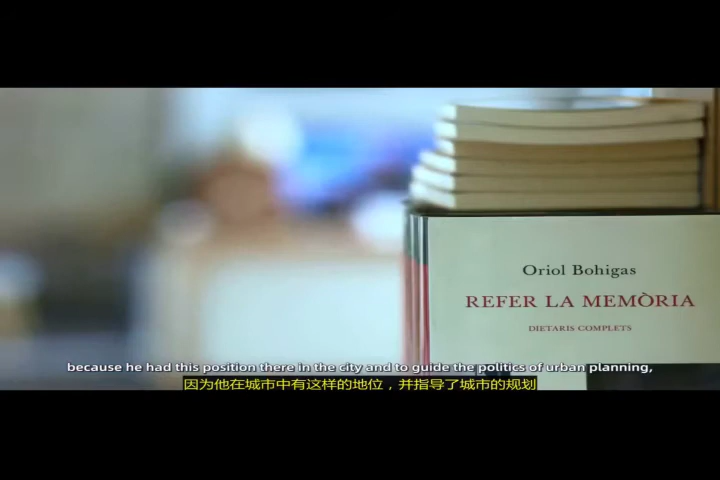 Oriol Bohigas
REFER LA MEMÒRIA
DIETARIS COMPLETS
because he had this position there in the city and to guide the politics of urban planning,
因为他在城市中有这样的地位，并指导了城市的规划